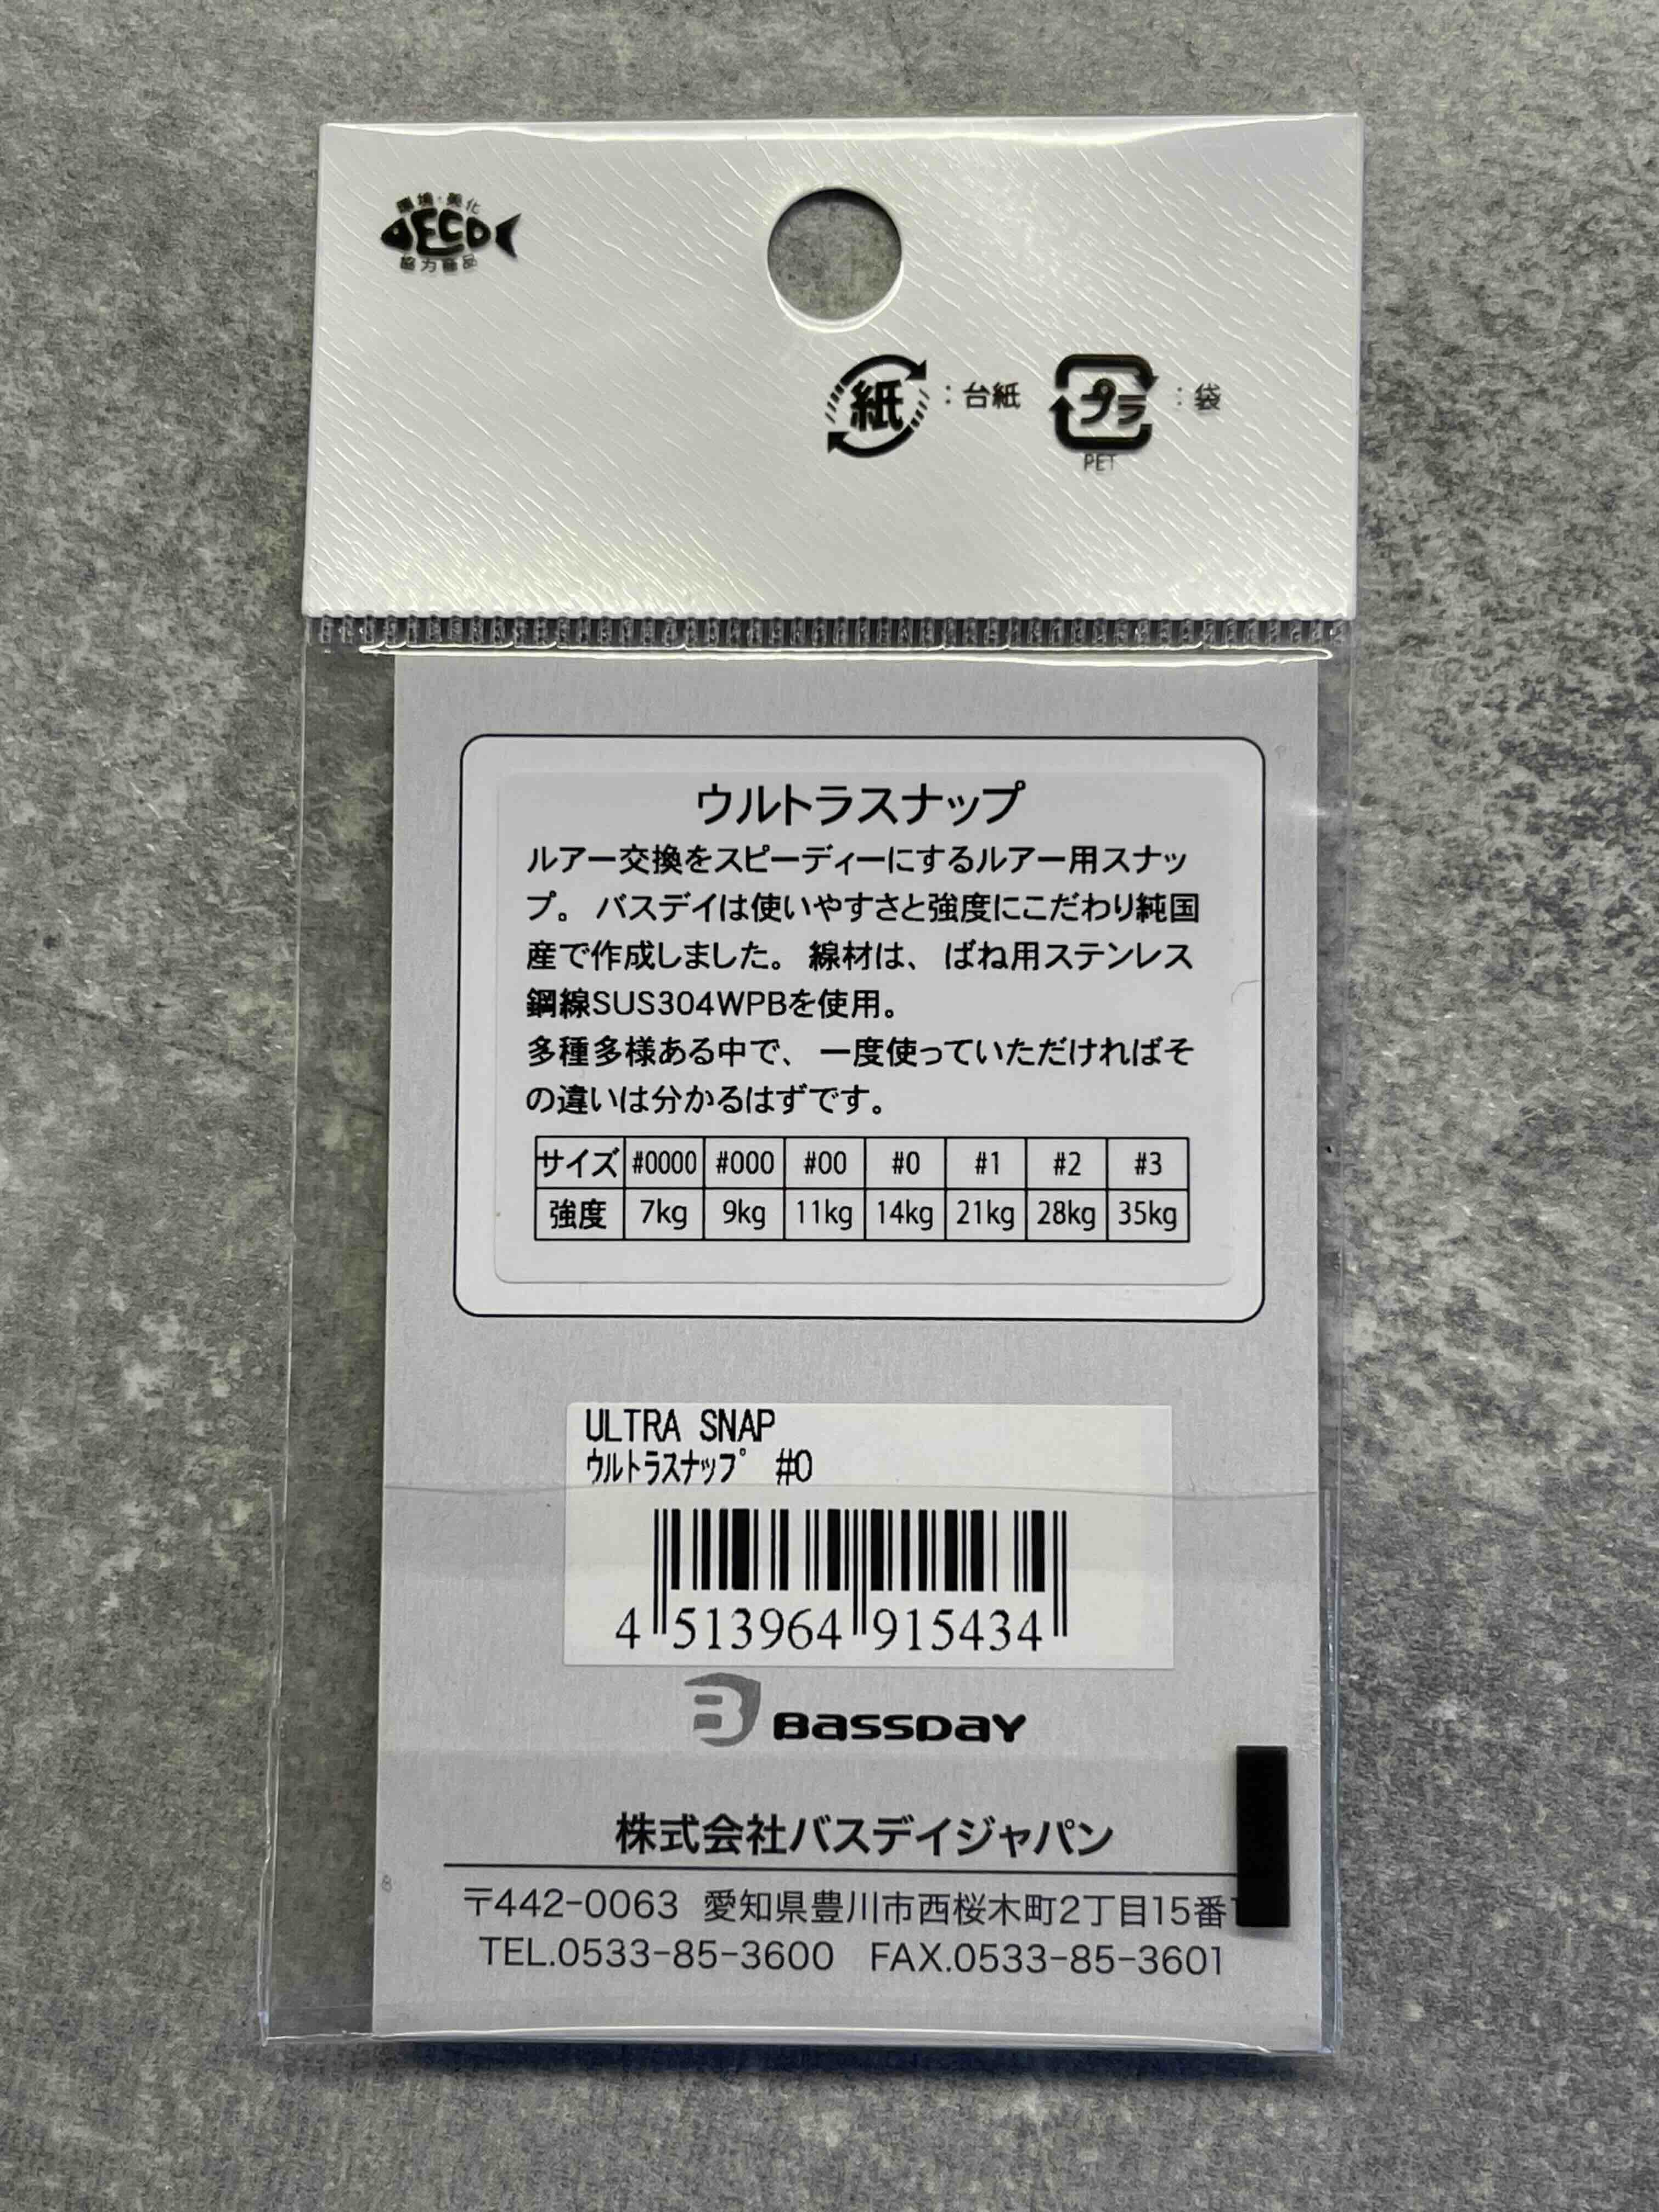 環境・美化
ECO
協力商品
紙 ：台紙 プラ ：袋
PET
ウルトラスナップ
ルアー交換をスピーディーにするルアー用スナッ
プ。 バスデイは使いやすさと強度にこだわり純国
産で作成しました。 線材は、 ばね用ステンレス
鋼線SUS304WPBを使用。
多種多様ある中で、 一度使っていただければそ
の違いは分かるはずです。
サイズ #0000 #000 #00 #0 #1 #2 #3
強度 7kg 9kg 11kg 14kg 21kg 28kg 35kg
ULTRA SNAP
ｳﾙﾄﾗｽﾅｯﾌﾟ #0
4 513964 915434
BASSDAY
株式会社バスデイジャパン
〒442-0063 愛知県豊川市西桜木町2丁目15番
TEL.0533-85-3600 FAX.0533-85-3601